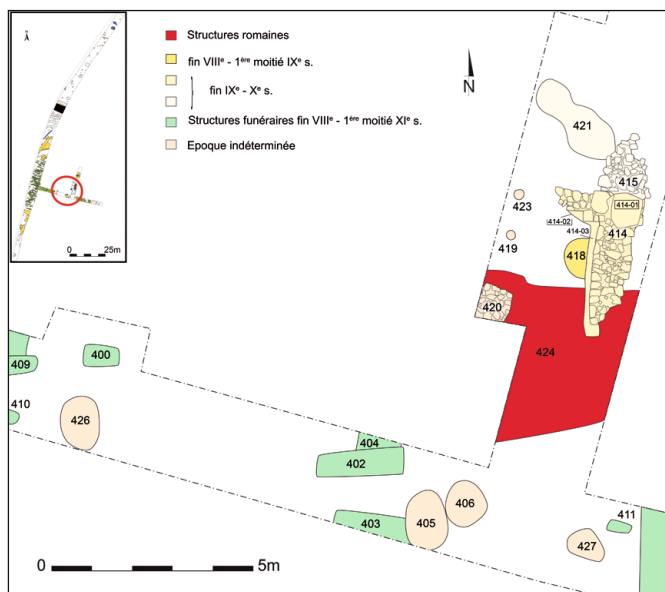 N
0 25m
Structures romaines
fin VIIIe - 1ère moitié IXe s.
fin IXe - Xe s.
Structures funéraires fin VIIIe - 1ère moitié XIe s.
Epoque indéterminée
N
421
415
414-01
423
414-02
414
414-03
419
418
420
424
400
409
410
426
404
402
406
403
405
411
427
0 5m